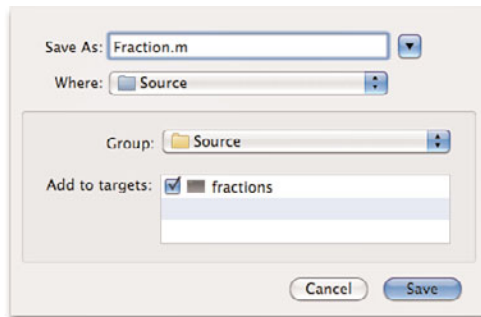 Save As: Fraction.m
Where: Source
Group: Source
Add to targets: fractions
Cancel Save